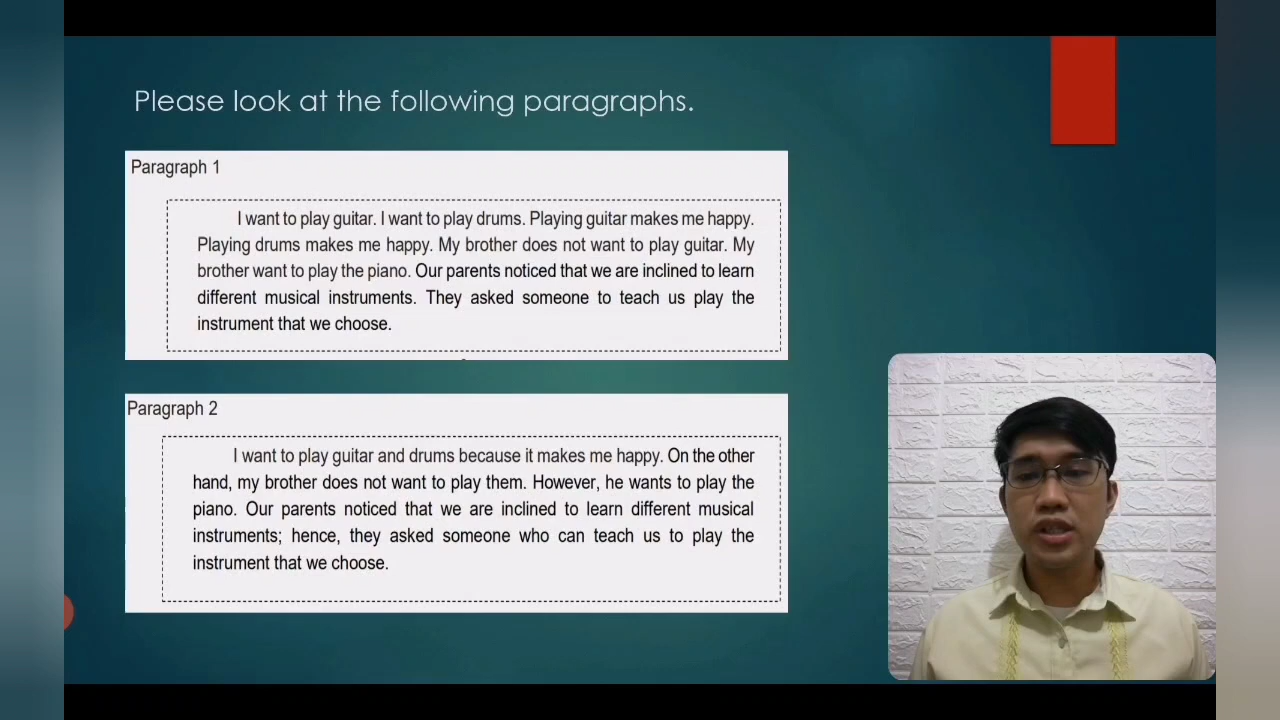 Please look at the following paragraphs.
Paragraph 1
I want to play guitar. I want to play drums. Playing guitar makes me happy.
Playing drums makes me happy. My brother does not want to play guitar. My
brother want to play the piano. Our parents noticed that we are inclined to learn
different musical instruments. They asked someone to teach us play the
instrument that we choose.
Paragraph 2
I want to play guitar and drums because it makes me happy. On the other
hand, my brother does not want to play them. However, he wants to play the
piano. Our parents noticed that we are inclined to learn different musical
instruments; hence, they asked someone who can teach us to play the
instrument that we choose.